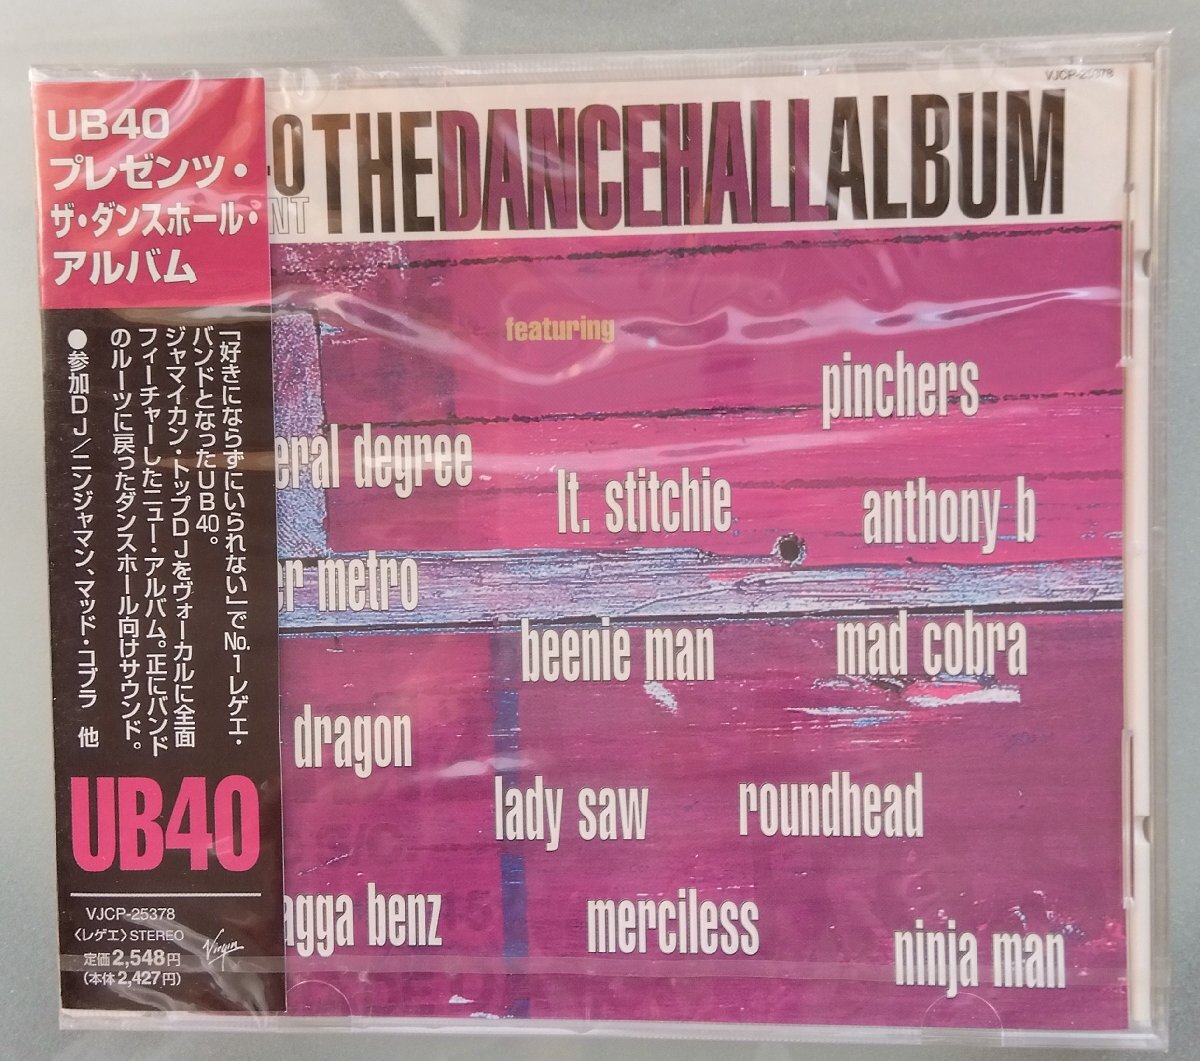 UB40
プレゼンツ・
ザ・ダンスホール・
アルバム
「好きにならずにいられない」でNo.1レゲエ・
バンドとなったUB40。
ジャマイカン・トップDJをヴォーカルに全面
フィーチャーしたニュー・アルバム。正にバンド
のルーツに戻ったダンスホール向けサウンド。
●参加DJ/ニンジャマン、マッド・コブラ 他
UB40
VJCP-25378
〈レゲエ〉STEREO
定価2,548円
(本体2,427円)
Virgin
VJCP-25378
THEDANCEHALLALBUM
featuring
pinchers
degree
lt. stitchie
anthony b
metro
beenie man
mad cobra
dragon
lady saw
roundhead
benz
merciless
ninja man